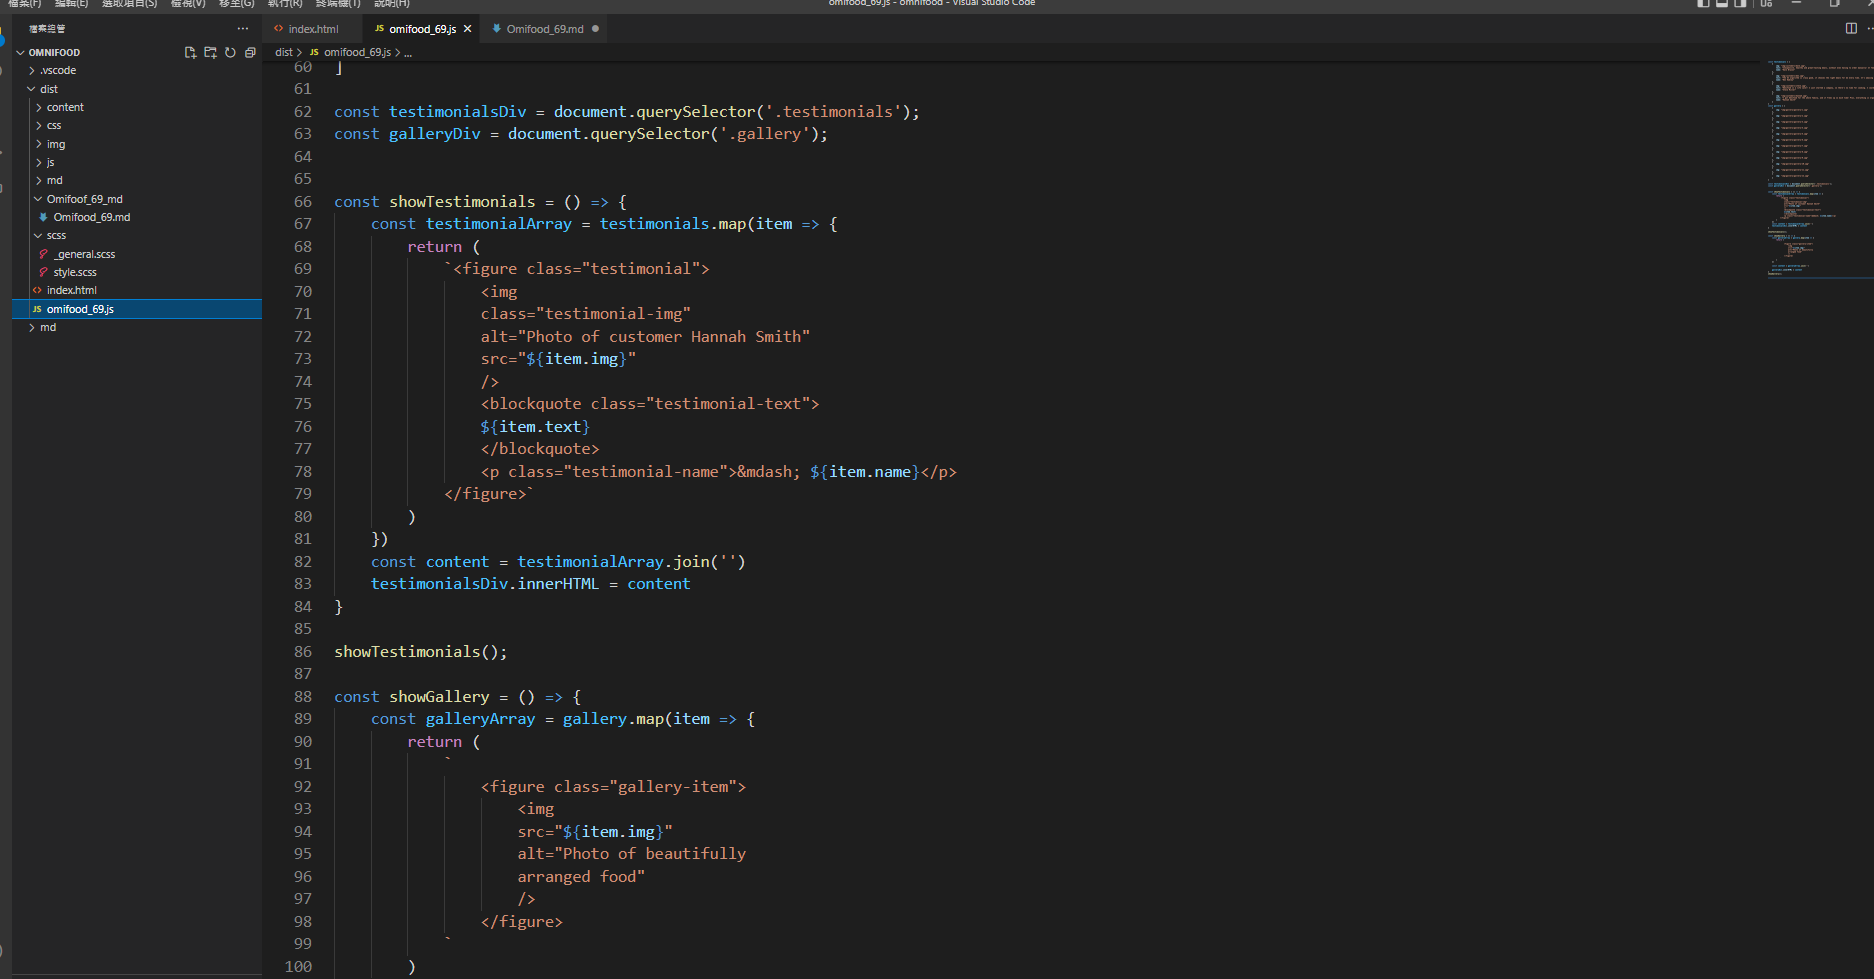 檔案(F) 編輯(E) 選取項目(S) 檢視(V) 移至(G) 執行(R) 終端機(T) 說明(H)
omifood_69.js - omnifood - Visual Studio Code
檔案總管 ...
index.html
JS omifood_69.js
Omifood_69.md
OMNIFOOD
dist > JS omifood_69.js > ...
.vscode
dist
content
css
img
js
md
Omifoof_69_md
Omifood_69.md
scss
_general.scss
style.scss
index.html
JS omifood_69.js
md
60 ]
61
62 const testimonialsDiv = document.querySelector('.testimonials');
63 const galleryDiv = document.querySelector('.gallery');
64
65
66 const showTestimonials = () => {
67 const testimonialArray = testimonials.map(item => {
68 return (
69 `<figure class="testimonial">
70 <img
71 class="testimonial-img"
72 alt="Photo of customer Hannah Smith"
73 src="${item.img}"
74 />
75 <blockquote class="testimonial-text">
76 ${item.text}
77 </blockquote>
78 <p class="testimonial-name">&mdash; ${item.name}</p>
79 </figure>`
80 )
81 })
82 const content = testimonialArray.join('')
83 testimonialsDiv.innerHTML = content
84 }
85
86 showTestimonials();
87
88 const showGallery = () => {
89 const galleryArray = gallery.map(item => {
90 return (
91 `
92 <figure class="gallery-item">
93 <img
94 src="${item.img}"
95 alt="Photo of beautifully
96 arranged food"
97 />
98 </figure>
99 `
100 )